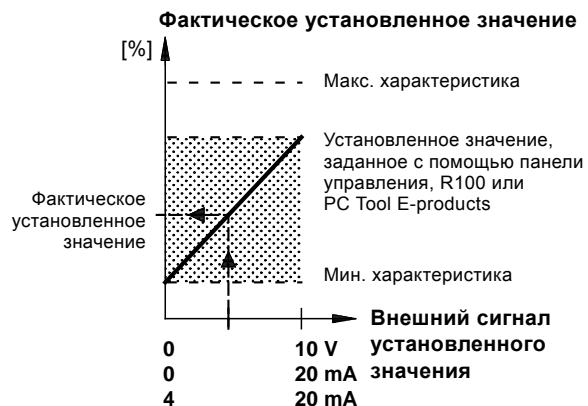 Фактическое установленное значение
[%]
Макс. характеристика
Установленное значение,
заданное с помощью панели
управления, R100 или
PC Tool E-products
Фактическое
установленное
значение
Мин. характеристика
Внешний сигнал
установленного
значения
0 10 V
0 20 mA
4 20 mA